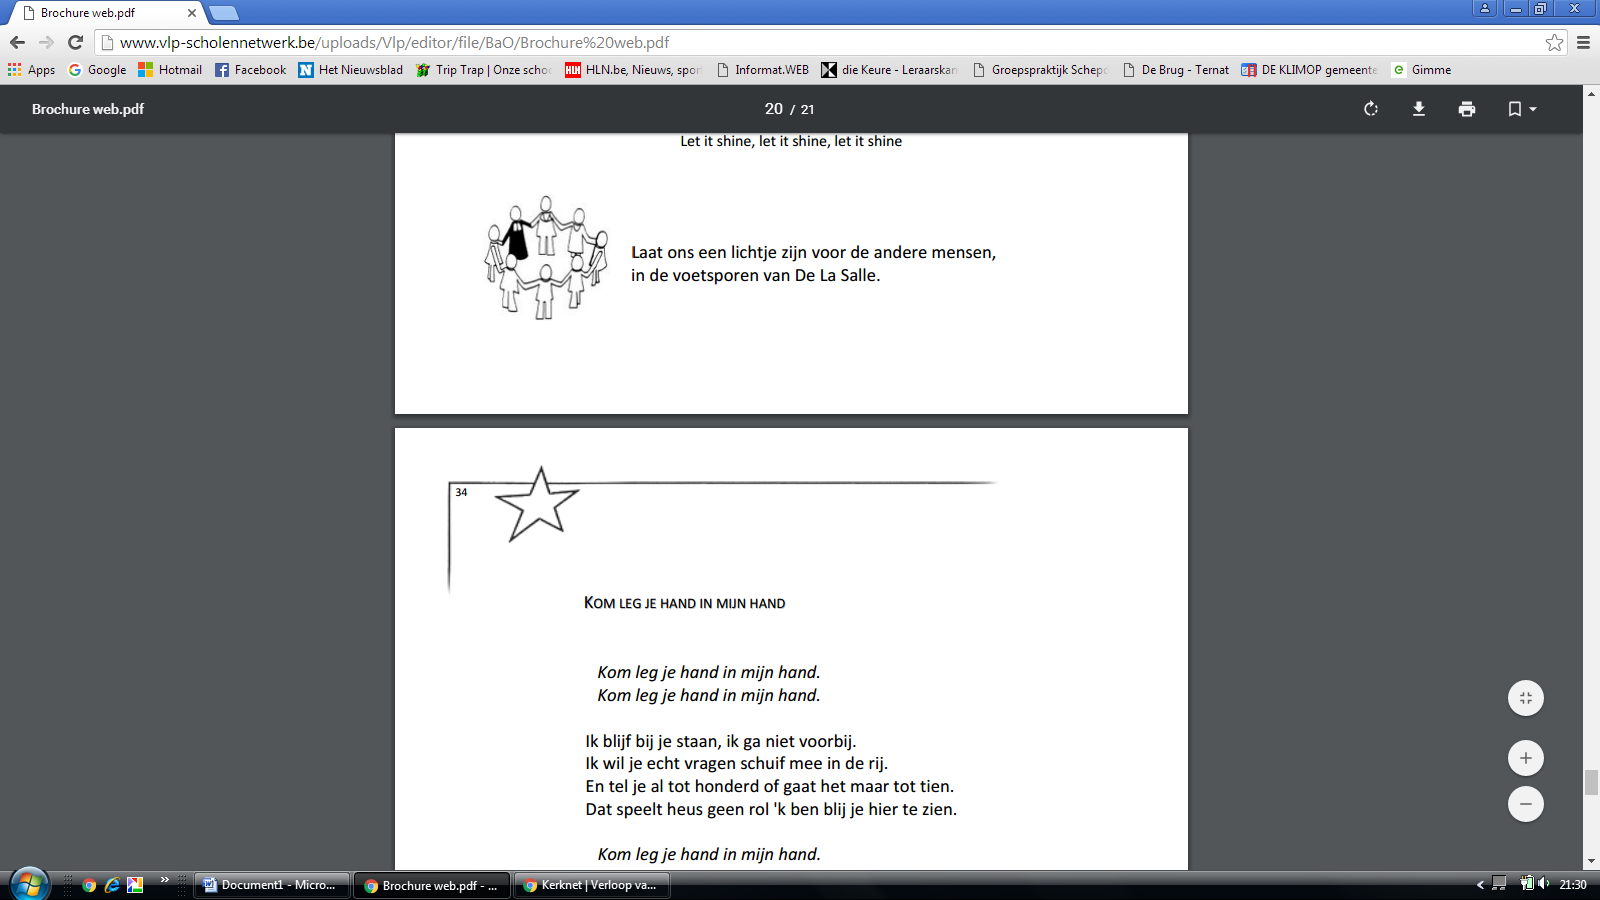 Brochure web.pdf
www.vlp-scholennetwerk.be/uploads/Vlp/editor/file/BaO/Brochure%20web.pdf
Apps Google Hotmail Facebook Het Nieuwsblad Trip Trap | Onze scho HLN.be, Nieuws, spor Informat.WEB die Keure - Leraarskan Groepspraktijk Schepd De Brug - Ternat DE KLIMOP gemeente Gimme
Brochure web.pdf 20 / 21
Let it shine, let it shine, let it shine
Laat ons een lichtje zijn voor de andere mensen,
in de voetsporen van De La Salle.
34
KOM LEG JE HAND IN MIJN HAND
Kom leg je hand in mijn hand.
Kom leg je hand in mijn hand.
Ik blijf bij je staan, ik ga niet voorbij.
Ik wil je echt vragen schuif mee in de rij.
En tel je al tot honderd of gaat het maar tot tien.
Dat speelt heus geen rol 'k ben blij je hier te zien.
Kom leg je hand in mijn hand.
Document1 - Micro... Brochure web.pdf - ... Kerknet | Verloop va... 21:30